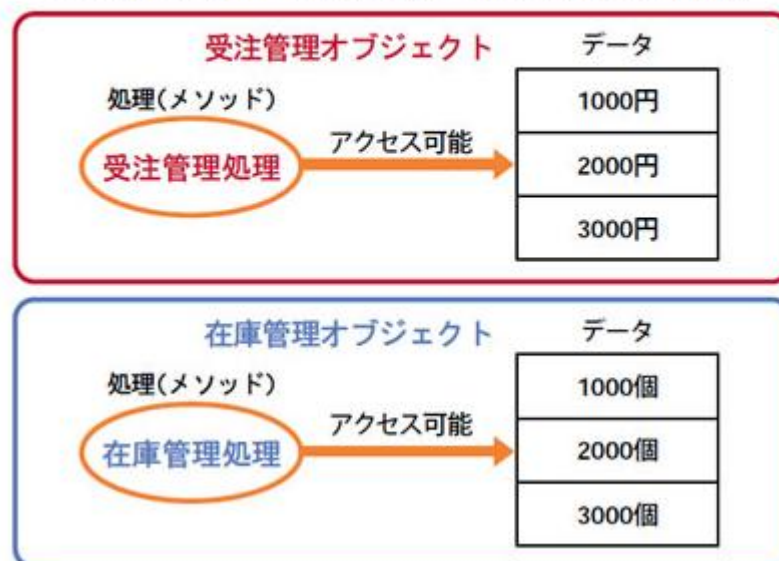 受注管理オブジェクト
データ
処理(メソッド)
受注管理処理
アクセス可能
1000円
2000円
3000円
在庫管理オブジェクト
データ
処理(メソッド)
在庫管理処理
アクセス可能
1000個
2000個
3000個